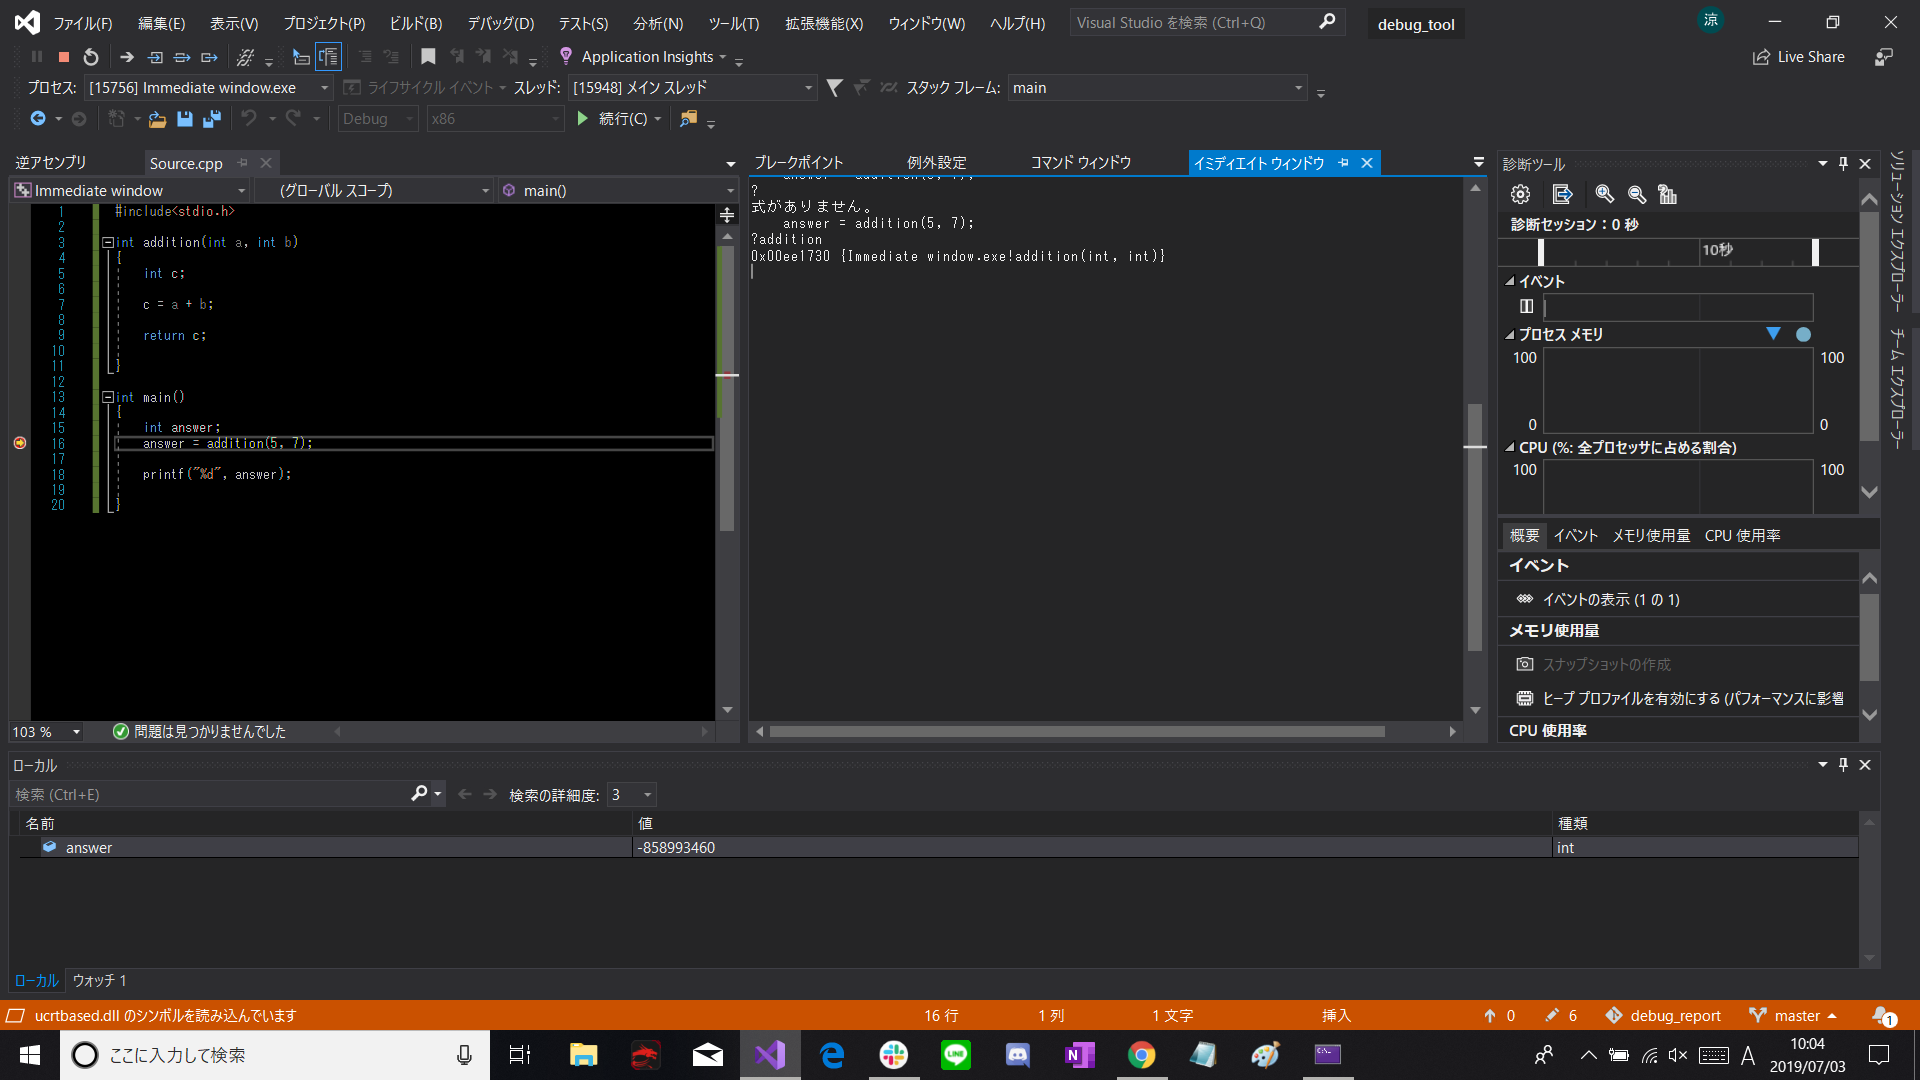 ファイル(F) 編集(E) 表示(V) プロジェクト(P) ビルド(B) デバッグ(D) テスト(S) 分析(N) ツール(T) 拡張機能(X) ウィンドウ(W) ヘルプ(H) Visual Studio を検索 (Ctrl+Q) debug_tool 涼
Application Insights Live Share
プロセス: [15756] Immediate window.exe ライフサイクル イベント スレッド: [15948] メイン スレッド スタック フレーム: main
Debug x86 続行(C)
逆アセンブリ Source.cpp
Immediate window (グローバル スコープ) main()
1 #include<stdio.h>
2
3 int addition(int a, int b)
4 {
5 int c;
6
7 c = a + b;
8
9 return c;
10
11 }
12
13 int main()
14 {
15 int answer;
16 answer = addition(5, 7);
17
18 printf("%d", answer);
19
20 }
103 % 問題は見つかりませんでした
ブレークポイント 例外設定 コマンド ウィンドウ イミディエイト ウィンドウ
answer = addition(5, 7);
?
式がありません。
answer = addition(5, 7);
?addition
0x00ee1730 {Immediate window.exe!addition(int, int)}
診断ツール
診断セッション : 0 秒
10秒
イベント
プロセス メモリ
100 100
0 0
CPU (%: 全プロセッサに占める割合)
100 100
概要 イベント メモリ使用量 CPU 使用率
イベント
イベントの表示 (1 の 1)
メモリ使用量
スナップショットの作成
ヒープ プロファイルを有効にする (パフォーマンスに影響
CPU 使用率
ソリューション エクスプローラー
チーム エクスプローラー
ローカル
検索 (Ctrl+E) 検索の詳細度: 3
名前 値 種類
answer -858993460 int
ローカル ウォッチ 1
ucrtbased.dll のシンボルを読み込んでいます 16 行 1 列 1 文字 挿入 0 6 debug_report master 1
ここに入力して検索 LINE N A 10:04
2019/07/03